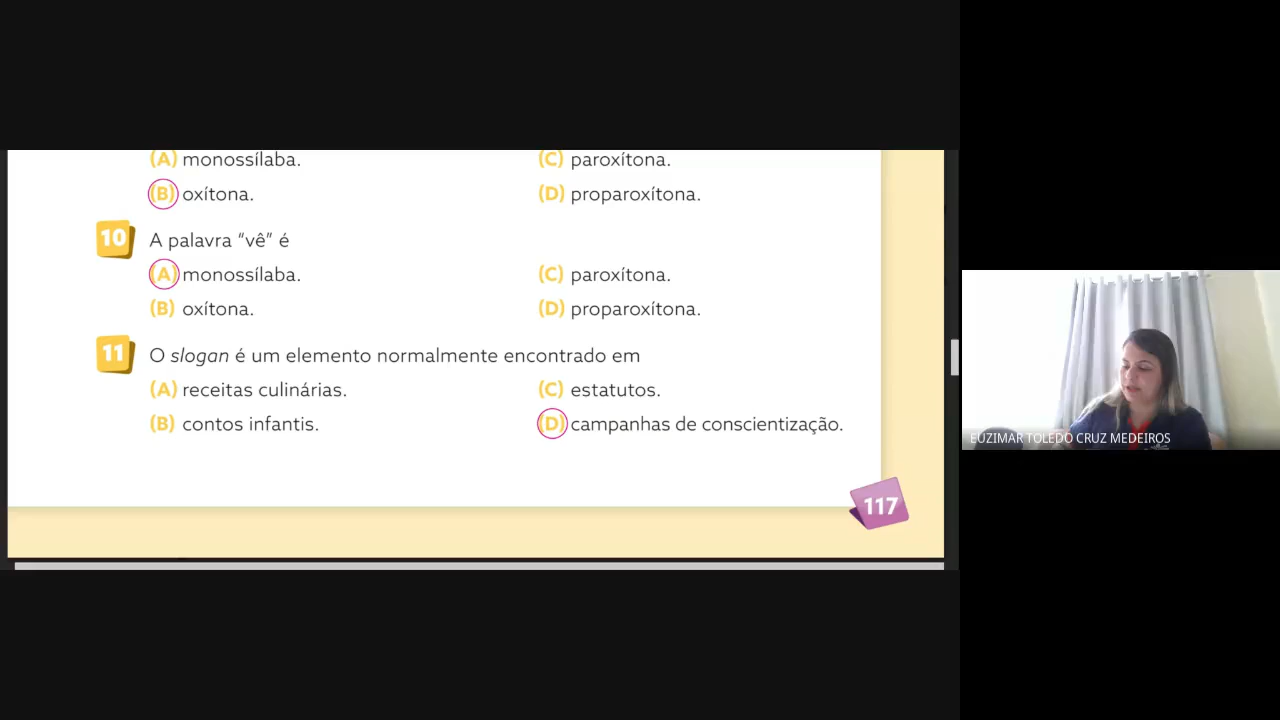 (A) monossílaba.
(C) paroxítona.
(B) oxítona.
(D) proparoxítona.
10 A palavra “vê” é
(A) monossílaba.
(C) paroxítona.
(B) oxítona.
(D) proparoxítona.
11 O slogan é um elemento normalmente encontrado em
(A) receitas culinárias.
(C) estatutos.
(B) contos infantis.
(D) campanhas de conscientização.
117
EUZIMAR TOLEDO CRUZ MEDEIROS